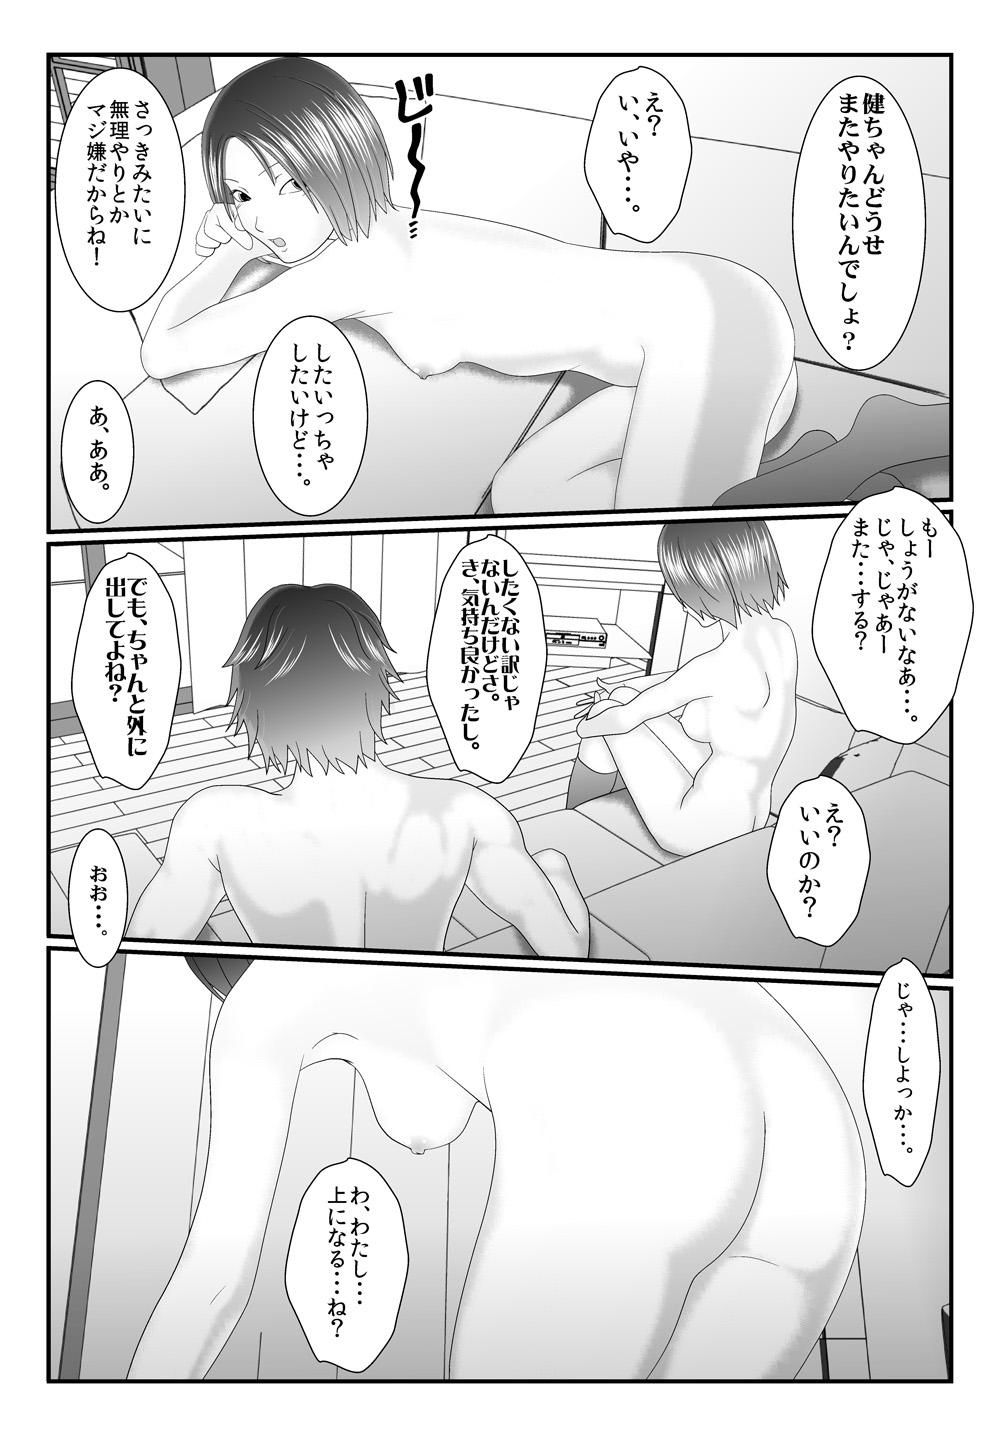 健ちゃんどうせ
またやりたいんでしょ？
え？
い、いや･･･。
じ～～
さっきみたいに
無理やりとか
マジ嫌だからね！
したいっちゃ
したいけど･･･。
あ、ああ。
もー
しょうがないなぁ･･･。
じゃ、じゃあー
また･･･する？
え？
いいのか？
したくない訳じゃ
ないんだけどさ。
き、気持ち良かったし。
でも、ちゃんと外に
出してよね？
おお･･･。
じゃ･･･しよっか･･･。
わ、わたし･･･
上になる･･･ね？